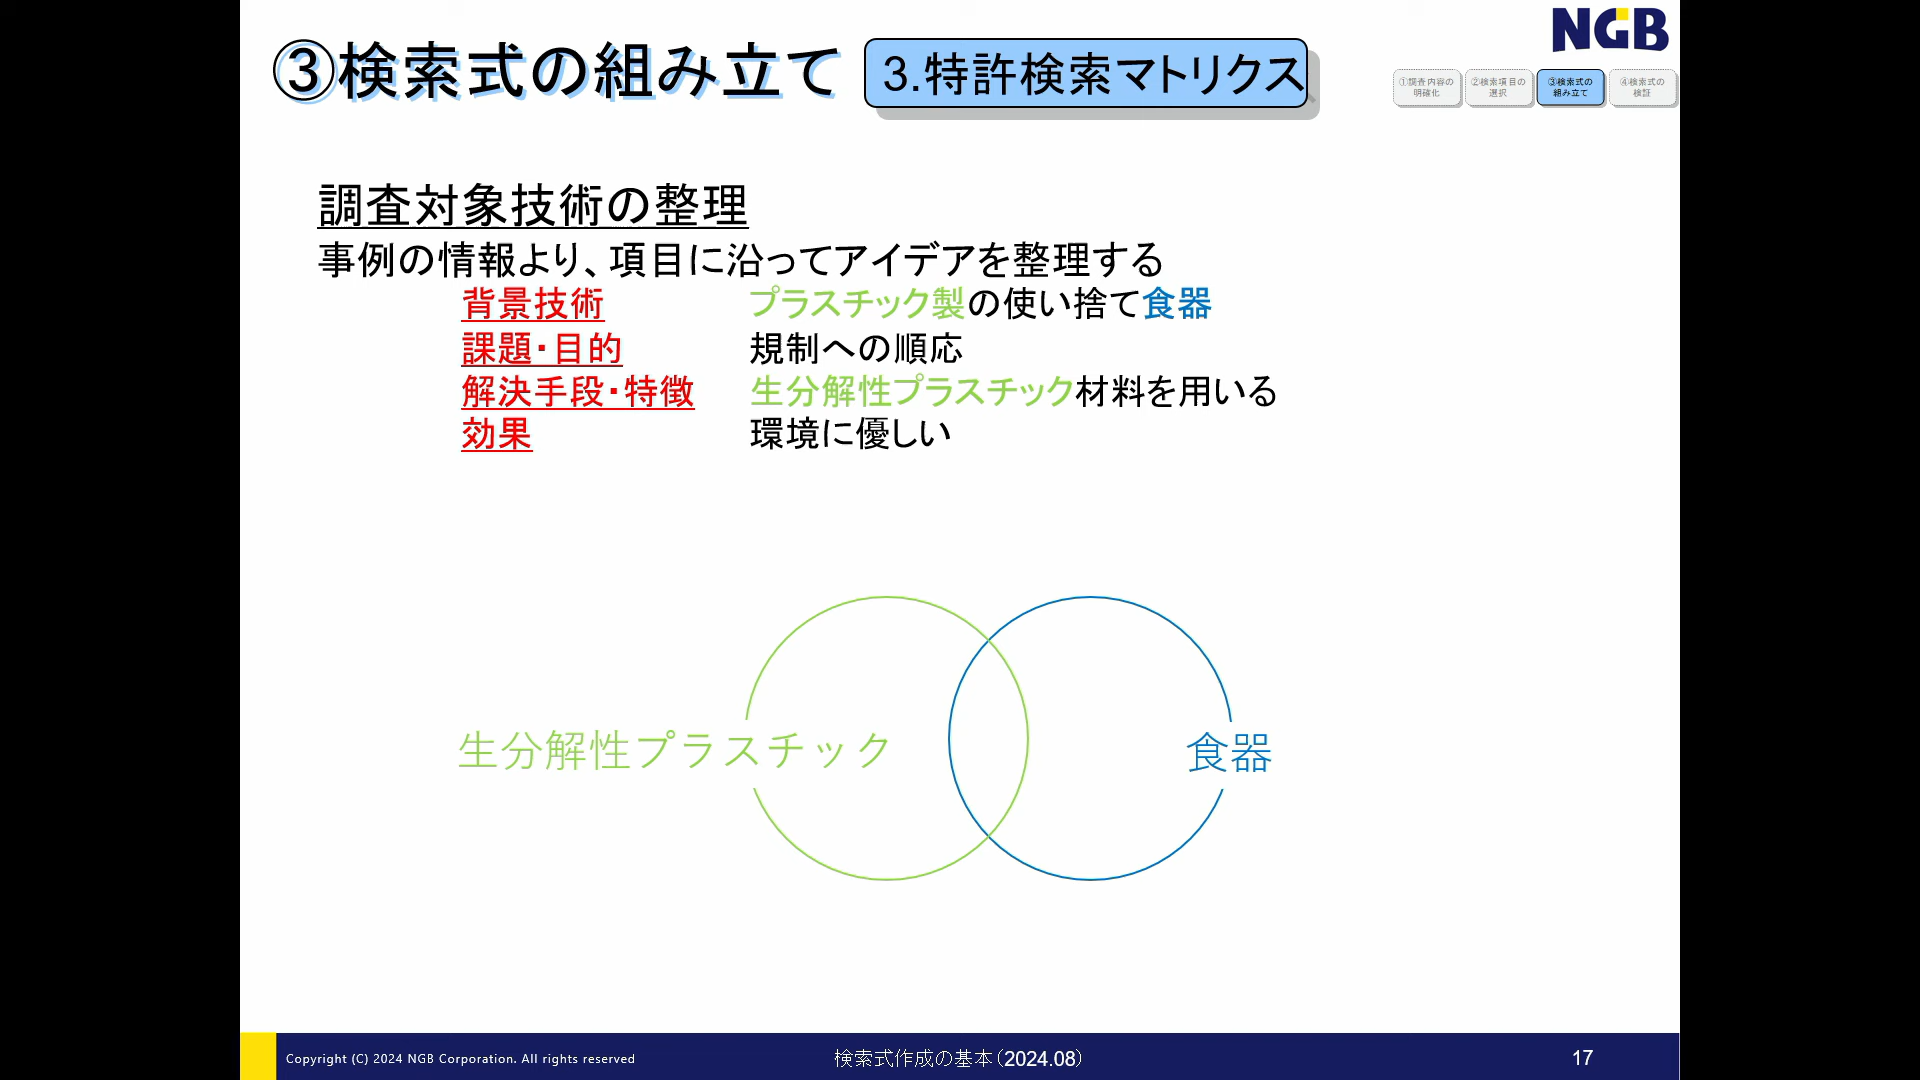 NGB
③検索式の組み立て
3.特許検索マトリクス
①調査内容の
明確化
②検索項目の
選択
③検索式の
組み立て
④検索式の
検証
調査対象技術の整理
事例の情報より、項目に沿ってアイデアを整理する
背景技術 プラスチック製の使い捨て食器
課題・目的 規制への順応
解決手段・特徴 生分解性プラスチック材料を用いる
効果 環境に優しい
生分解性プラスチック
食器
Copyright (C) 2024 NGB Corporation. All rights reserved
検索式作成の基本(2024.08)
17